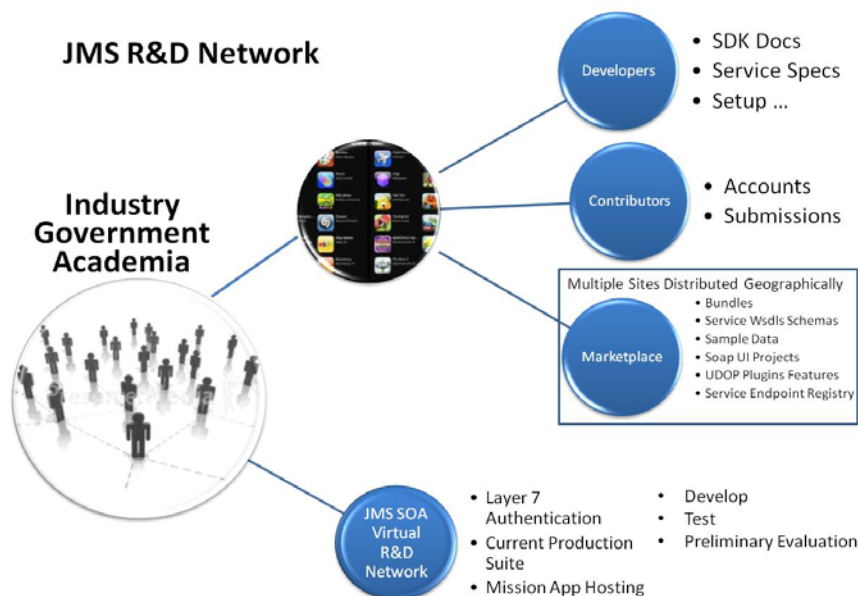 JMS R&D Network
Developers
• SDK Docs
• Service Specs
• Setup ...
Industry
Government
Academia
Contributors
• Accounts
• Submissions
Multiple Sites Distributed Geographically
Marketplace
• Bundles
• Service Wsdls Schemas
• Sample Data
• Soap UI Projects
• UDOP Plugins Features
• Service Endpoint Registry
JMS SOA
Virtual
R&D
Network
• Layer 7
Authentication
• Current Production
Suite
• Mission App Hosting
• Develop
• Test
• Preliminary Evaluation